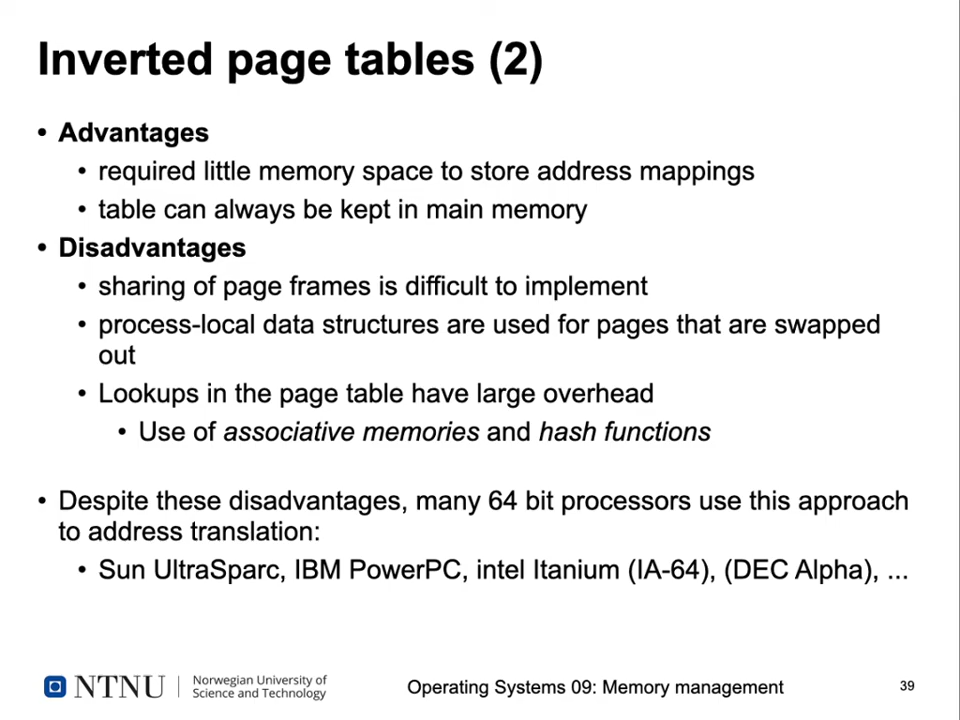 Inverted page tables (2)
• Advantages
• required little memory space to store address mappings
• table can always be kept in main memory
• Disadvantages
• sharing of page frames is difficult to implement
• process-local data structures are used for pages that are swapped
out
• Lookups in the page table have large overhead
• Use of associative memories and hash functions
• Despite these disadvantages, many 64 bit processors use this approach
to address translation:
• Sun UltraSparc, IBM PowerPC, intel Itanium (IA-64), (DEC Alpha), ...
NTNU
Norwegian University of
Science and Technology
Operating Systems 09: Memory management
39